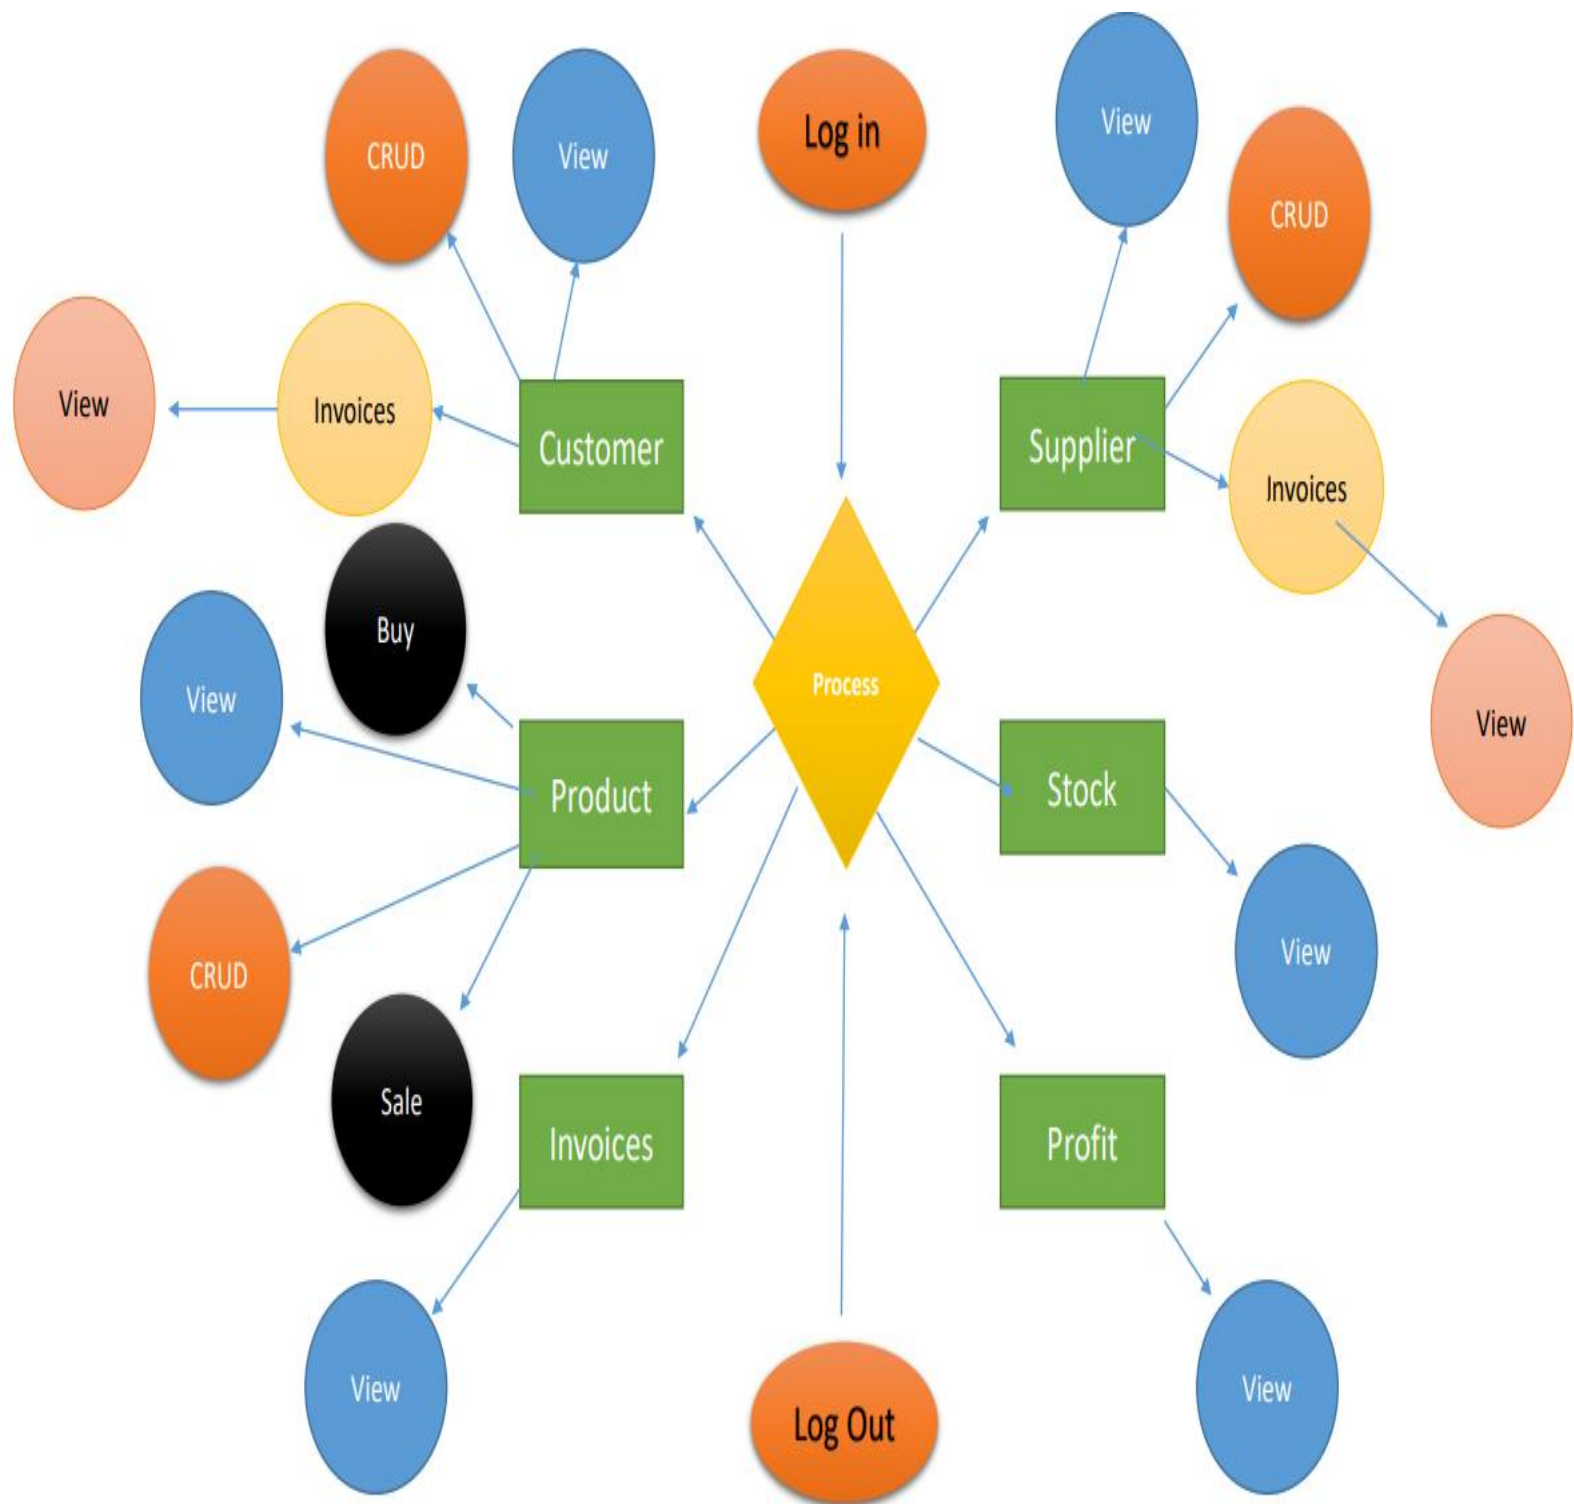 View
Log in
CRUD
View
CRUD
View
Invoices
Customer
Supplier
Invoices
Buy
View
Process
View
Product
Stock
CRUD
View
Sale
Invoices
Profit
View
View
Log Out